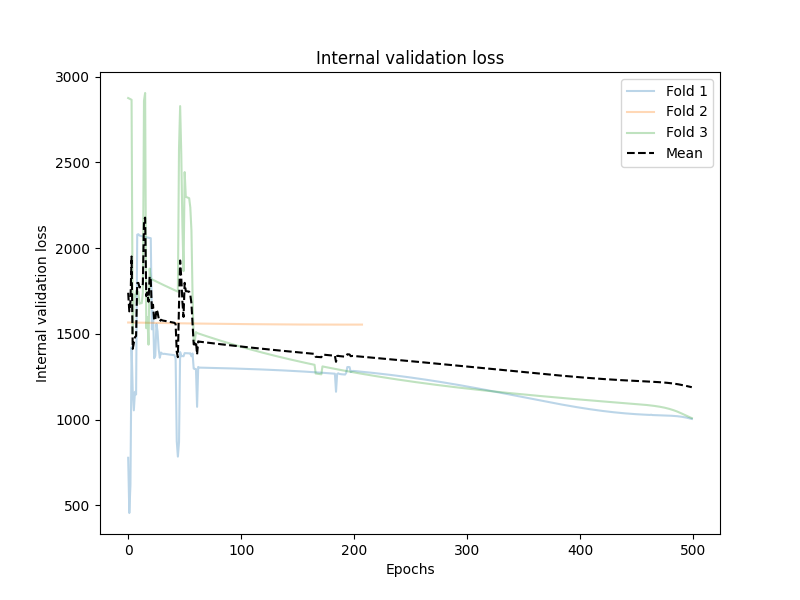 Internal validation loss
3000
2500
2000
1500
1000
500
Internal validation loss
Fold 1
Fold 2
Fold 3
Mean
0
100
200
300
400
500
Epochs